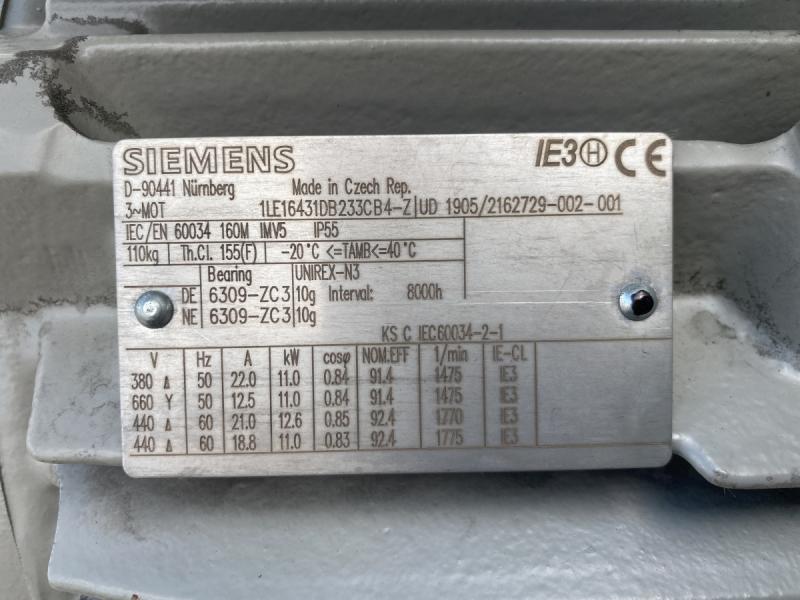 SIEMENS IE3 H CE
D-90441 Nürnberg Made in Czech Rep.
3~MOT 1LE16431DB233CB4-Z UD 1905/2162729-002-001
IEC/EN 60034 160M IMV5 IP55
110kg Th.Cl. 155(F) -20°C <=TAMB<=40°C
Bearing UNIREX-N3
DE 6309-ZC3 10g Interval: 8000h
NE 6309-ZC3 10g
KS C IEC60034-2-1
V Hz A kW cosφ NOM.EFF 1/min IE-CL
380 Δ 50 22.0 11.0 0.84 91.4 1475 IE3
660 Y 50 12.5 11.0 0.84 91.4 1475 IE3
440 Δ 60 21.0 12.6 0.85 92.4 1770 IE3
440 Δ 60 18.8 11.0 0.83 92.4 1775 IE3